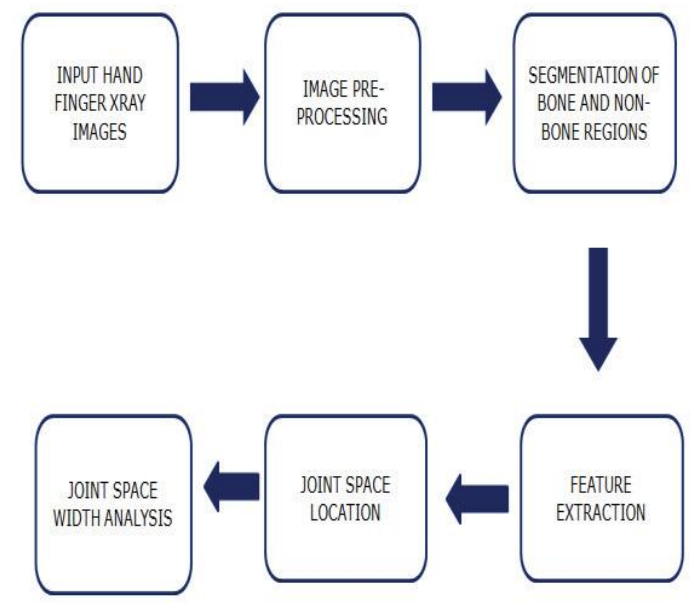 INPUT HAND
FINGER XRAY
IMAGES
IMAGE PRE-
PROCESSING
SEGMENTATION OF
BONE AND NON-
BONE REGIONS
FEATURE
EXTRACTION
JOINT SPACE
LOCATION
JOINT SPACE
WIDTH ANALYSIS